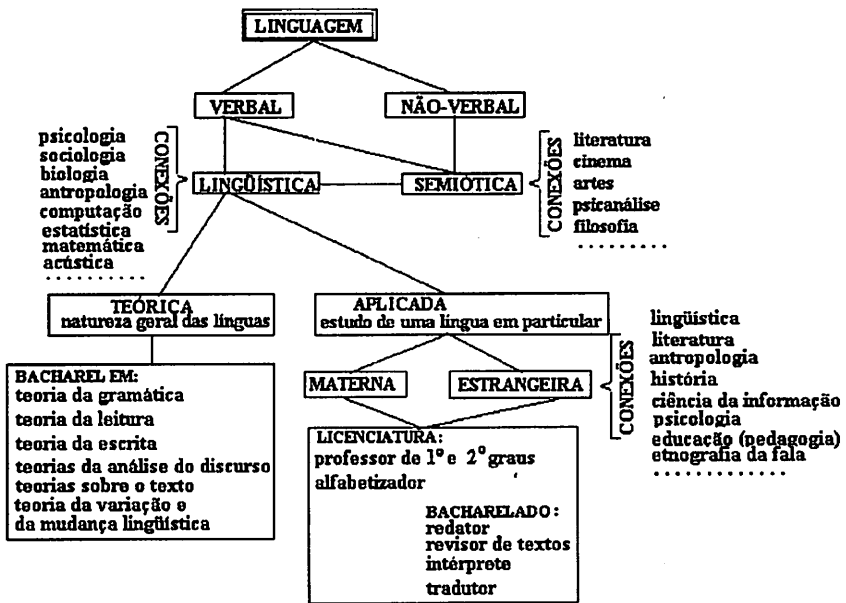 LINGUAGEM
VERBAL
NÃO-VERBAL
psicologia
sociologia
biologia
antropologia
computação
estatística
matemática
acústica
. . . . . . . . . .
CONEXÕES
LINGÜÍSTICA
SEMIÓTICA
CONEXÕES
literatura
cinema
artes
psicanálise
filosofia
. . . . . . . . . .
TEÓRICA
natureza geral das línguas
APLICADA
estudo de uma língua em particular
BACHAREL EM:
teoria da gramática
teoria da leitura
teoria da escrita
teorias da análise do discurso
teorias sobre o texto
teoria da variação e
da mudança lingüística
MATERNA
ESTRANGEIRA
CONEXÕES
lingüística
literatura
antropologia
história
ciência da informação
psicologia
educação (pedagogia)
etnografia da fala
. . . . . . . . . . . . .
LICENCIATURA:
professor de 1º e 2º graus
alfabetizador
BACHARELADO:
redator
revisor de textos
intérprete
tradutor